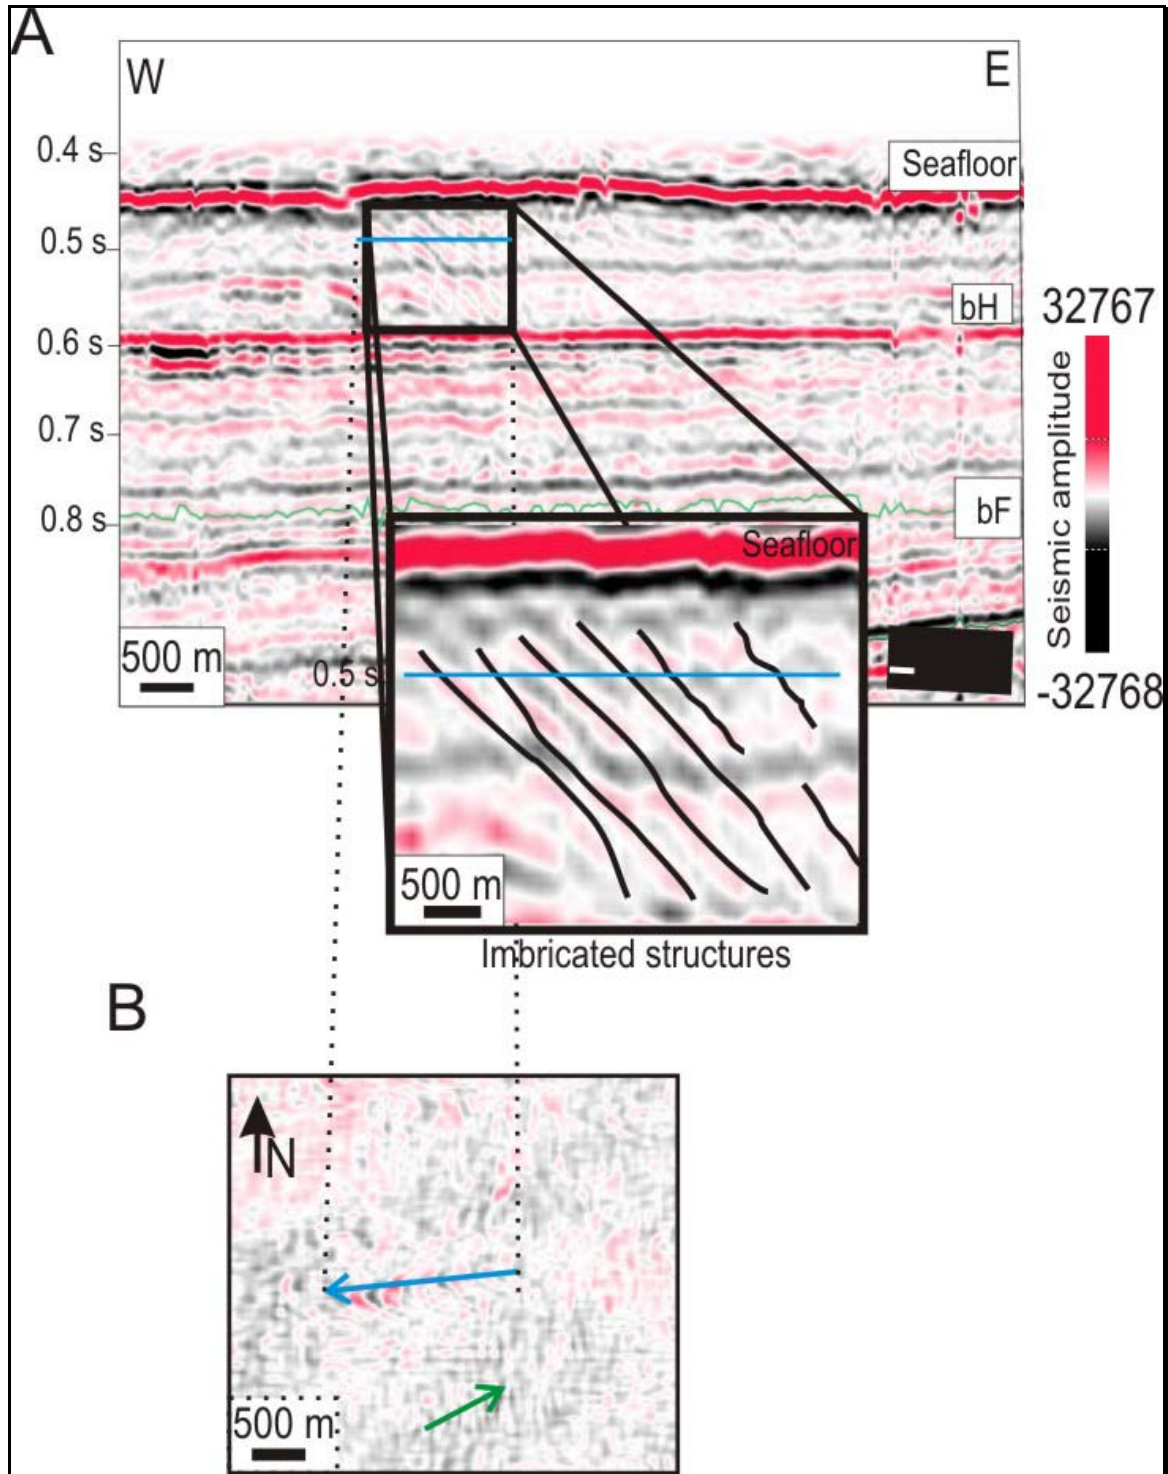 A
W
E
0.4 s
Seafloor
0.5 s
bH
32767
0.6 s
Seismic amplitude
0.7 s
bF
0.8 s
Seafloor
500 m
0.5 s
-32768
500 m
Imbricated structures
B
N
500 m